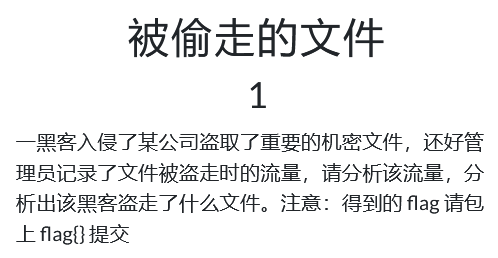 被偷走的文件
1
一黑客入侵了某公司盗取了重要的机密文件，还好管
理员记录了文件被盗走时的流量，请分析该流量，分
析出该黑客盗走了什么文件。注意：得到的 flag 请包
上 flag{} 提交